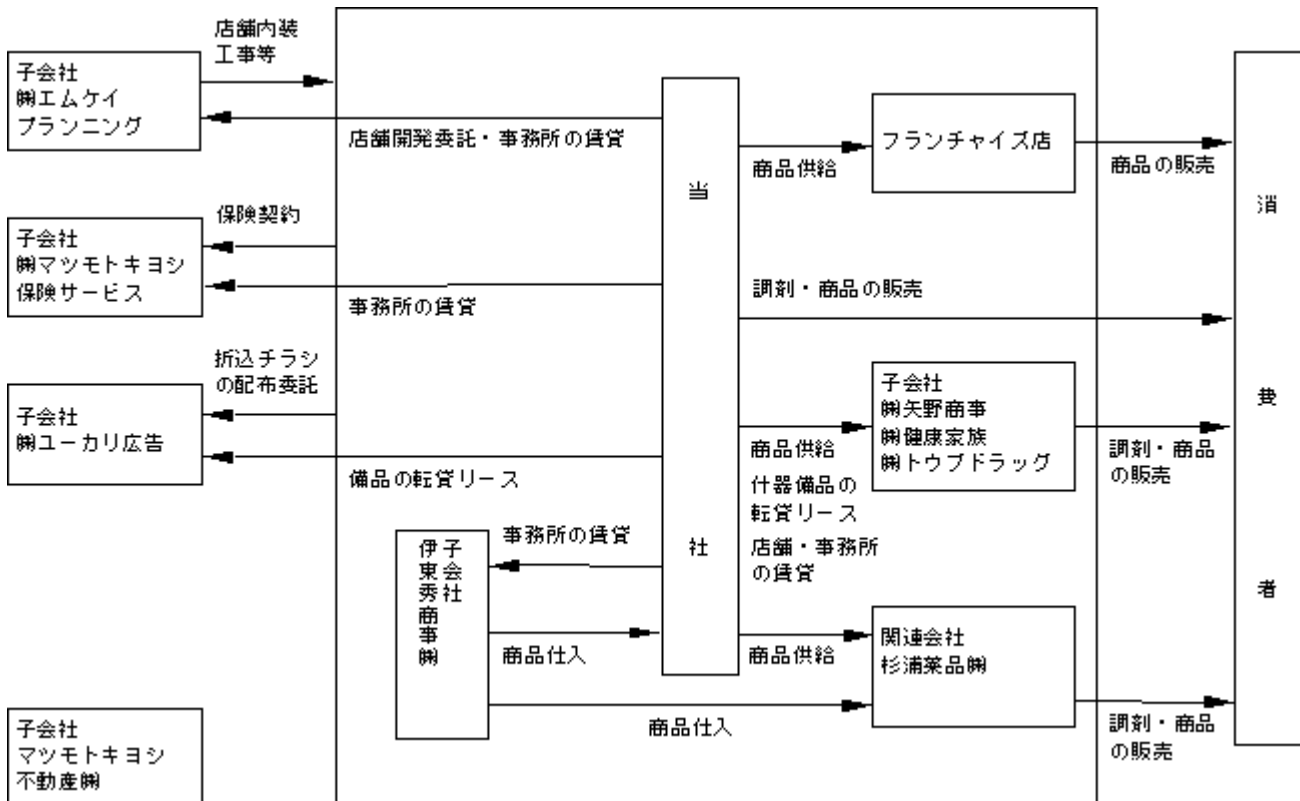 店舗内装
工事等
子会社
㈱エムケイ
プランニング
店舗開発委託・事務所の賃貸
保険契約
子会社
㈱マツモトキヨシ
保険サービス
事務所の賃貸
折込チラシ
の配布委託
子会社
㈱ユーカリ広告
備品の転貸リース
子会社
伊東秀商事㈱
事務所の賃貸
商品仕入
商品仕入
子会社
マツモトキヨシ
不動産㈱
当社
商品供給
フランチャイズ店
商品の販売
調剤・商品の販売
商品供給
什器備品の
転貸リース
店舗・事務所
の賃貸
子会社
㈱矢野商事
㈱健康家族
㈱トウブドラッグ
調剤・商品
の販売
商品供給
関連会社
杉浦薬品㈱
調剤・商品
の販売
消費者